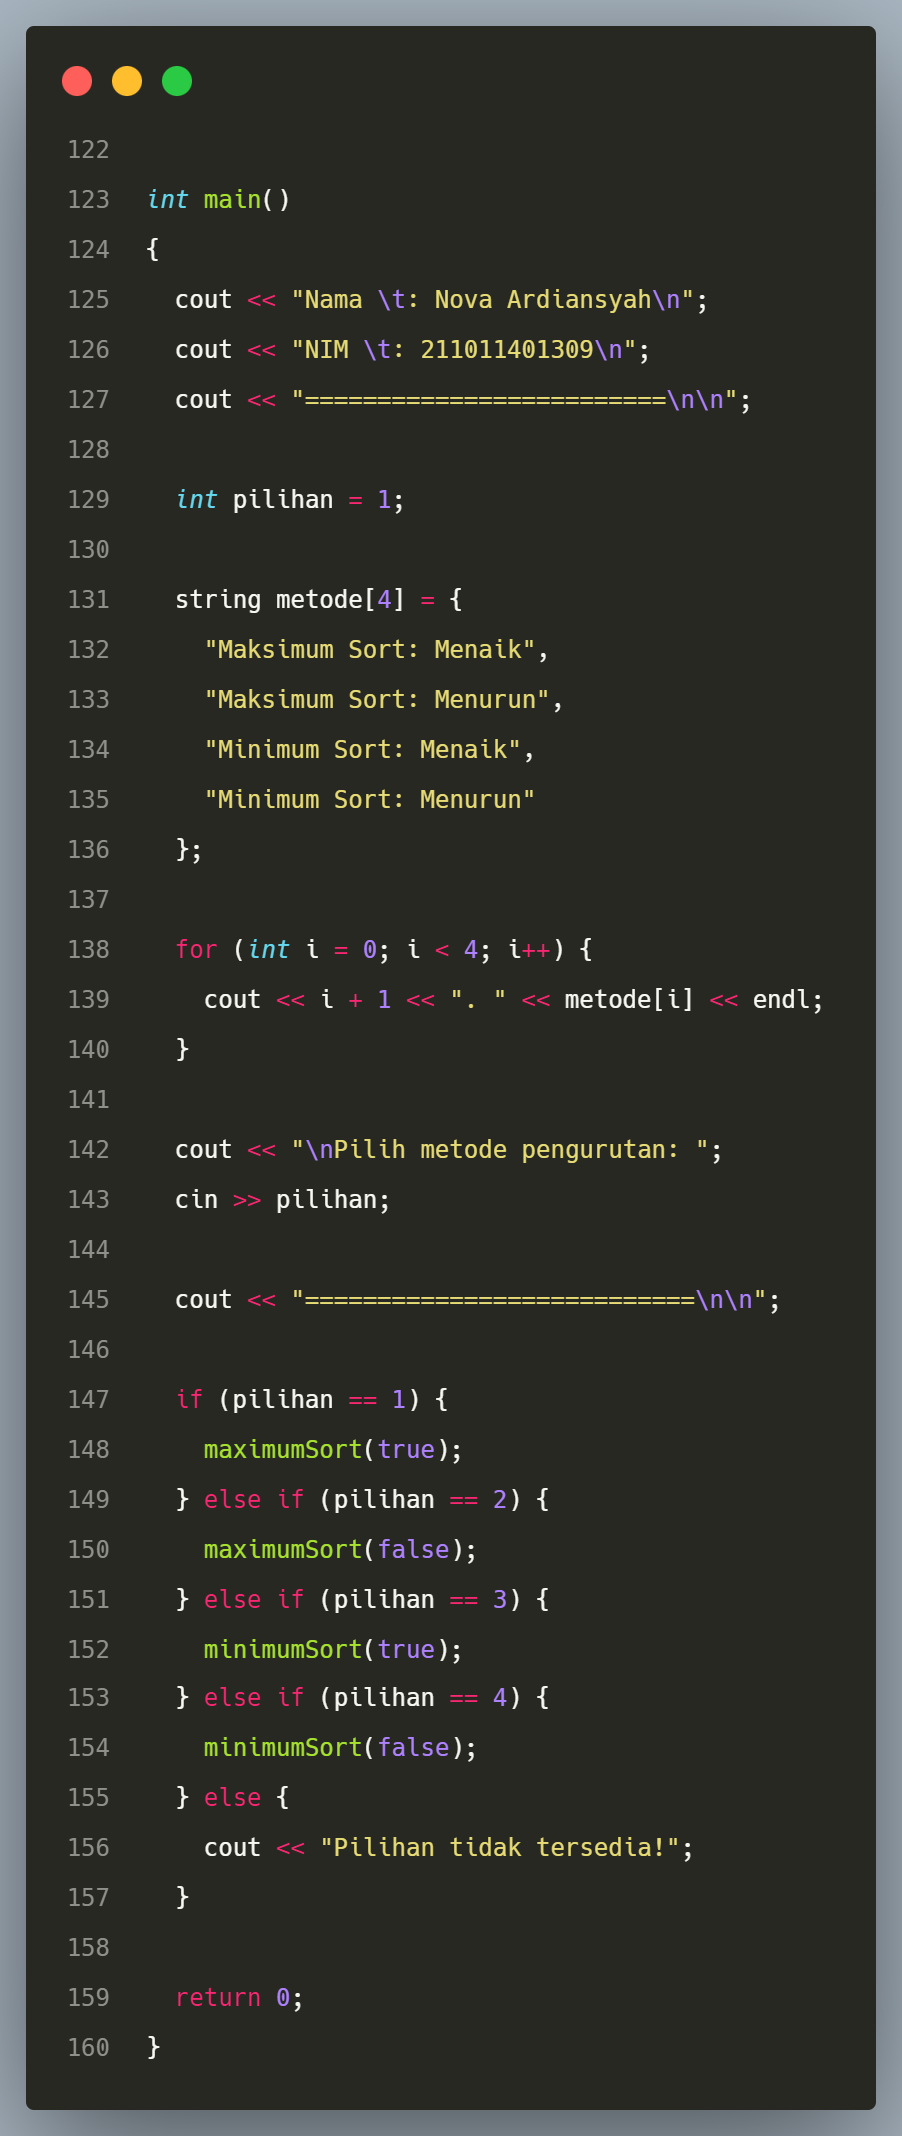 122
123 int main()
124 {
125   cout << "Nama \t: Nova Ardiansyah\n";
126   cout << "NIM \t: 211011401309\n";
127   cout << "=========================\n\n";
128
129   int pilihan = 1;
130
131   string metode[4] = {
132     "Maksimum Sort: Menaik",
133     "Maksimum Sort: Menurun",
134     "Minimum Sort: Menaik",
135     "Minimum Sort: Menurun"
136   };
137
138   for (int i = 0; i < 4; i++) {
139     cout << i + 1 << ". " << metode[i] << endl;
140   }
141
142   cout << "\nPilih metode pengurutan: ";
143   cin >> pilihan;
144
145   cout << "===========================\n\n";
146
147   if (pilihan == 1) {
148     maximumSort(true);
149   } else if (pilihan == 2) {
150     maximumSort(false);
151   } else if (pilihan == 3) {
152     minimumSort(true);
153   } else if (pilihan == 4) {
154     minimumSort(false);
155   } else {
156     cout << "Pilihan tidak tersedia!";
157   }
158
159   return 0;
160 }